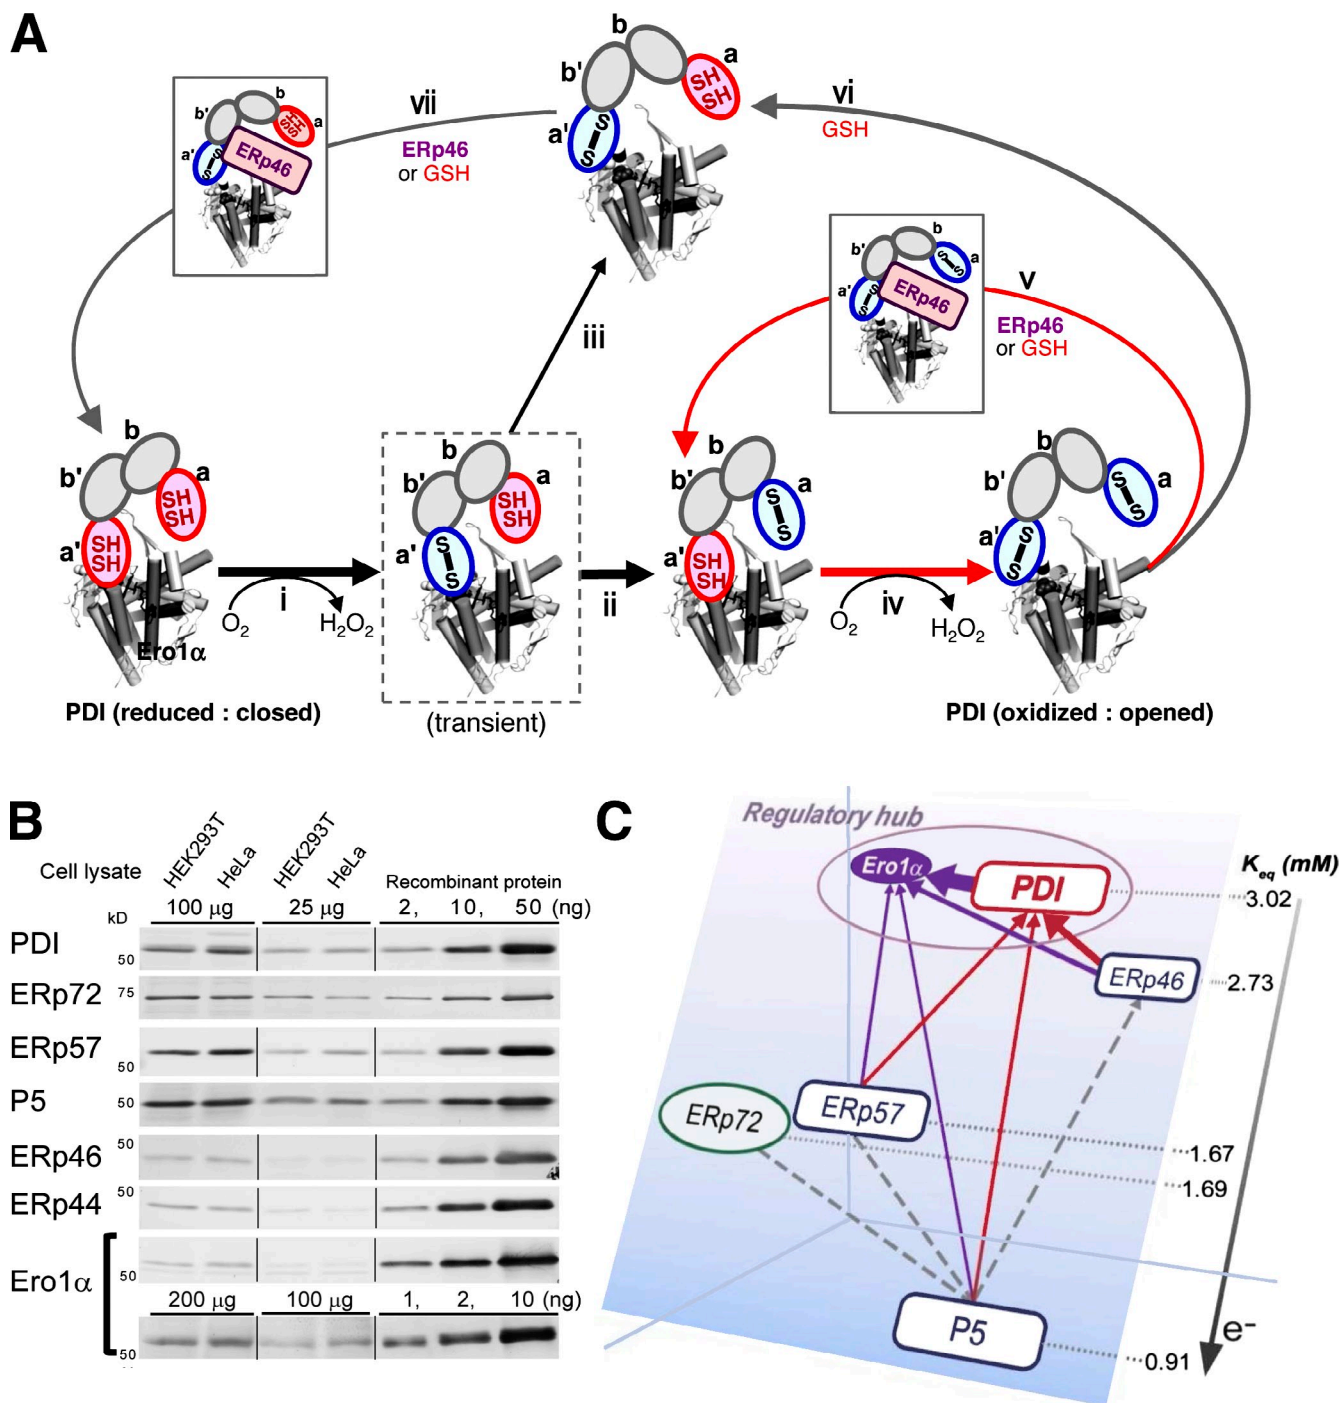 A
b
b'
a
SH
SH
a'
S
S
vi
GSH
vii
ERp46
or GSH
b
b'
a
SH
SH
a'
S
S
ERp46
iii
b
b'
a
S
S
a'
S
S
ERp46
v
ERp46
or GSH
b
b'
a
SH
SH
a'
SH
SH
Ero1α
PDI (reduced : closed)
i
O2
H2O2
b
b'
a
SH
SH
a'
S
S
(transient)
ii
b
b'
a
S
S
a'
SH
SH
iv
O2
H2O2
b
b'
a
S
S
a'
S
S
PDI (oxidized : opened)
B
Cell lysate
HEK293T
HeLa
HEK293T
HeLa
Recombinant protein
kD
100 µg
25 µg
2, 10, 50 (ng)
PDI
50
ERp72
75
ERp57
50
P5
50
ERp46
50
ERp44
50
Ero1α
50
200 µg
100 µg
1, 2, 10 (ng)
50
C
Regulatory hub
Keq (mM)
Ero1α
PDI
3.02
ERp46
2.73
ERp72
ERp57
1.67
1.69
P5
0.91
e-